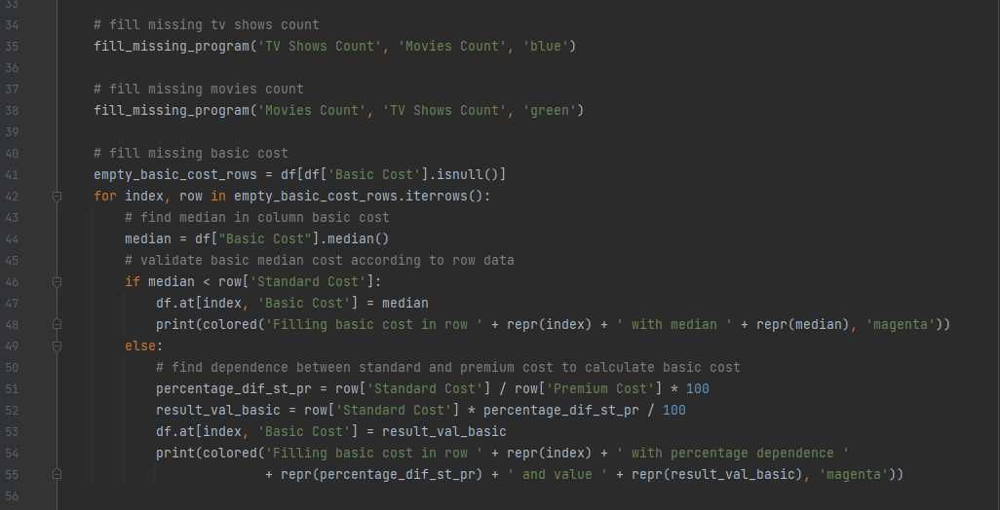 33
34 # fill missing tv shows count
35 fill_missing_program('TV Shows Count', 'Movies Count', 'blue')
36
37 # fill missing movies count
38 fill_missing_program('Movies Count', 'TV Shows Count', 'green')
39
40 # fill missing basic cost
41 empty_basic_cost_rows = df[df['Basic Cost'].isnull()]
42 for index, row in empty_basic_cost_rows.iterrows():
43     # find median in column basic cost
44     median = df["Basic Cost"].median()
45     # validate basic median cost according to row data
46     if median < row['Standard Cost']:
47         df.at[index, 'Basic Cost'] = median
48         print(colored('Filling basic cost in row ' + repr(index) + ' with median ' + repr(median), 'magenta'))
49     else:
50         # find dependence between standard and premium cost to calculate basic cost
51         percentage_dif_st_pr = row['Standard Cost'] / row['Premium Cost'] * 100
52         result_val_basic = row['Standard Cost'] * percentage_dif_st_pr / 100
53         df.at[index, 'Basic Cost'] = result_val_basic
54         print(colored('Filling basic cost in row ' + repr(index) + ' with percentage dependence '
55                       + repr(percentage_dif_st_pr) + ' and value ' + repr(result_val_basic), 'magenta'))
56